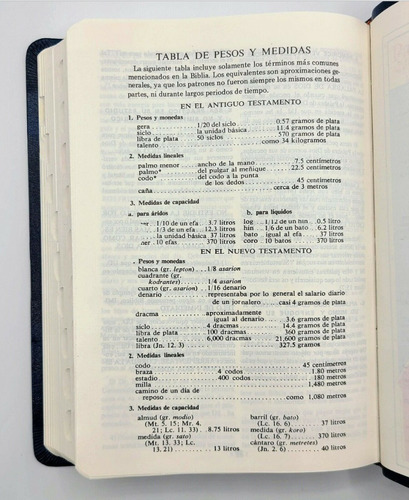 TABLA DE PESOS Y MEDIDAS
La siguiente tabla incluye solamente los términos más comunes
mencionados en la Biblia. Los equivalentes son aproximaciones ge-
nerales, ya que los patrones no fueron siempre los mismos en todas
partes, ni durante largos periodos de tiempo.
EN EL ANTIGUO TESTAMENTO
1. Pesos y monedas
gera 1/20 del siclo 0.57 gramos de plata
siclo la unidad básica 11.4 gramos de plata
libra de plata 50 siclos 570 gramos de plata
talento como 34 kilogramos
2. Medidas lineales
palmo menor ancho de la mano 7.5 centímetros
palmo* del pulgar al meñique 22.5 centímetros
codo* del codo a la punta
de los dedos 45 centímetros
caña cerca de 3 metros
3. Medidas de capacidad
a. para áridos
1/10 de un efa 3.7 litros
1/3 de un efa 12.3 litros
la unidad básica 37 litros
10 efas 370 litros
b. para líquidos
log 1/12 de un hin 0.5 litro
hin 1/6 de un bato 6.2 litros
bato igual al efa 37 litros
coro 10 batos 370 litros
EN EL NUEVO TESTAMENTO
. Pesos y monedas
blanca (gr. lepton) 1/8 asarion
cuadrante (gr.
kodrantes) 1/4 asarion
cuarto (gr. asarion) 1/16 denario
denario representaba por lo general el salario diario
de un jornalero casi 4 gramos de plata
dracma aproximadamente
igual al denario 3.6 gramos de plata
siclo 4 dracmas 14.4 gramos de plata
libra de plata 100 dracmas 360 gramos de plata
talento 6,000 dracmas 21,600 gramos de plata
libra (Jn. 12. 3) 327.5 gramos
2. Medidas lineales
codo 45 centímetros
braza 4 codos 1.80 metros
estadio 400 codos 180 metros
milla 1,480 metros
camino de un día de
reposo como 1,080 metros
3. Medidas de capacidad
almud (gr. modio)
(Mt. 5. 15; Mr. 4.
21; Lc. 11. 33) 8.75 litros
medida (gr. sato)
(Mt. 13. 33; Lc.
13. 21) 13 litros
barril (gr. bato)
(Lc. 16. 6) 37 litros
medida (gr. koro)
(Lc. 16. 7) 370 litros
cántaro (gr. metretes)
(Jn. 2. 6) 40 litros